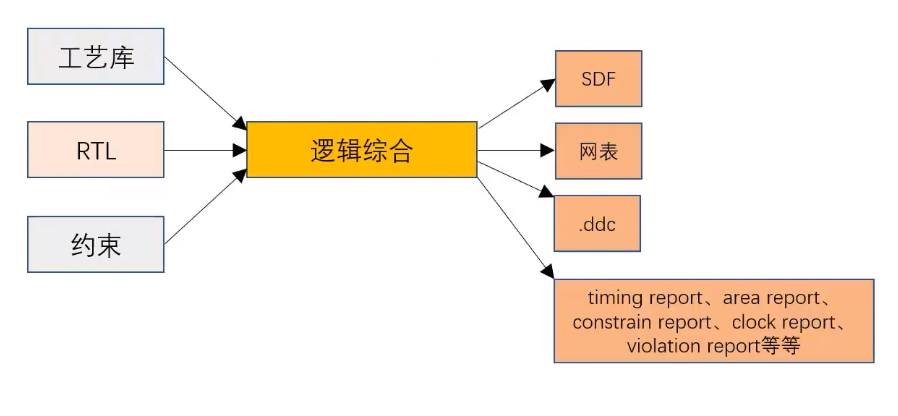 工艺库
RTL
约束
逻辑综合
SDF
网表
.ddc
timing report、area report、
constrain report、clock report、
violation report等等